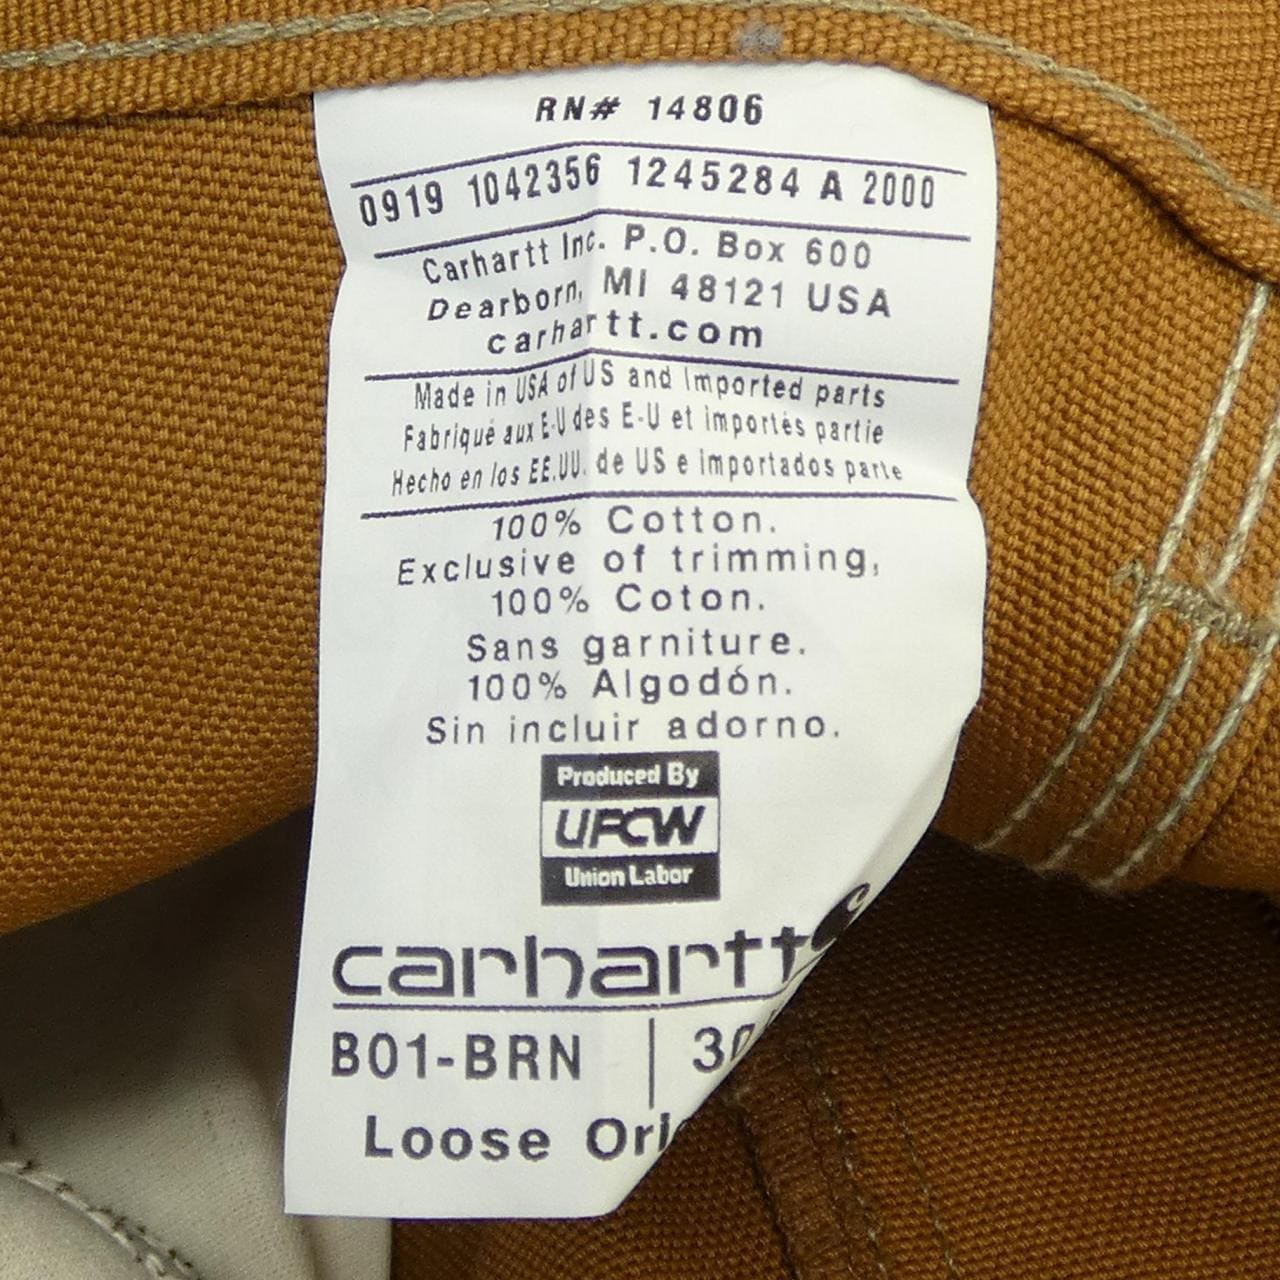 RN# 14806
0919 1042356 1245284 A 2000
Carhartt Inc. P.O. Box 600
Dearborn, MI 48121 USA
carhartt.com
Made in USA of US and Imported parts
Fabriqué aux E-U des E-U et importés partie
Hecho en los EE.UU. de US e importados parte
100% Cotton.
Exclusive of trimming,
100% Coton.
Sans garniture.
100% Algodón.
Sin incluir adorno.
Produced By
UFCW
Union Labor
carhartt
B01-BRN
Loose